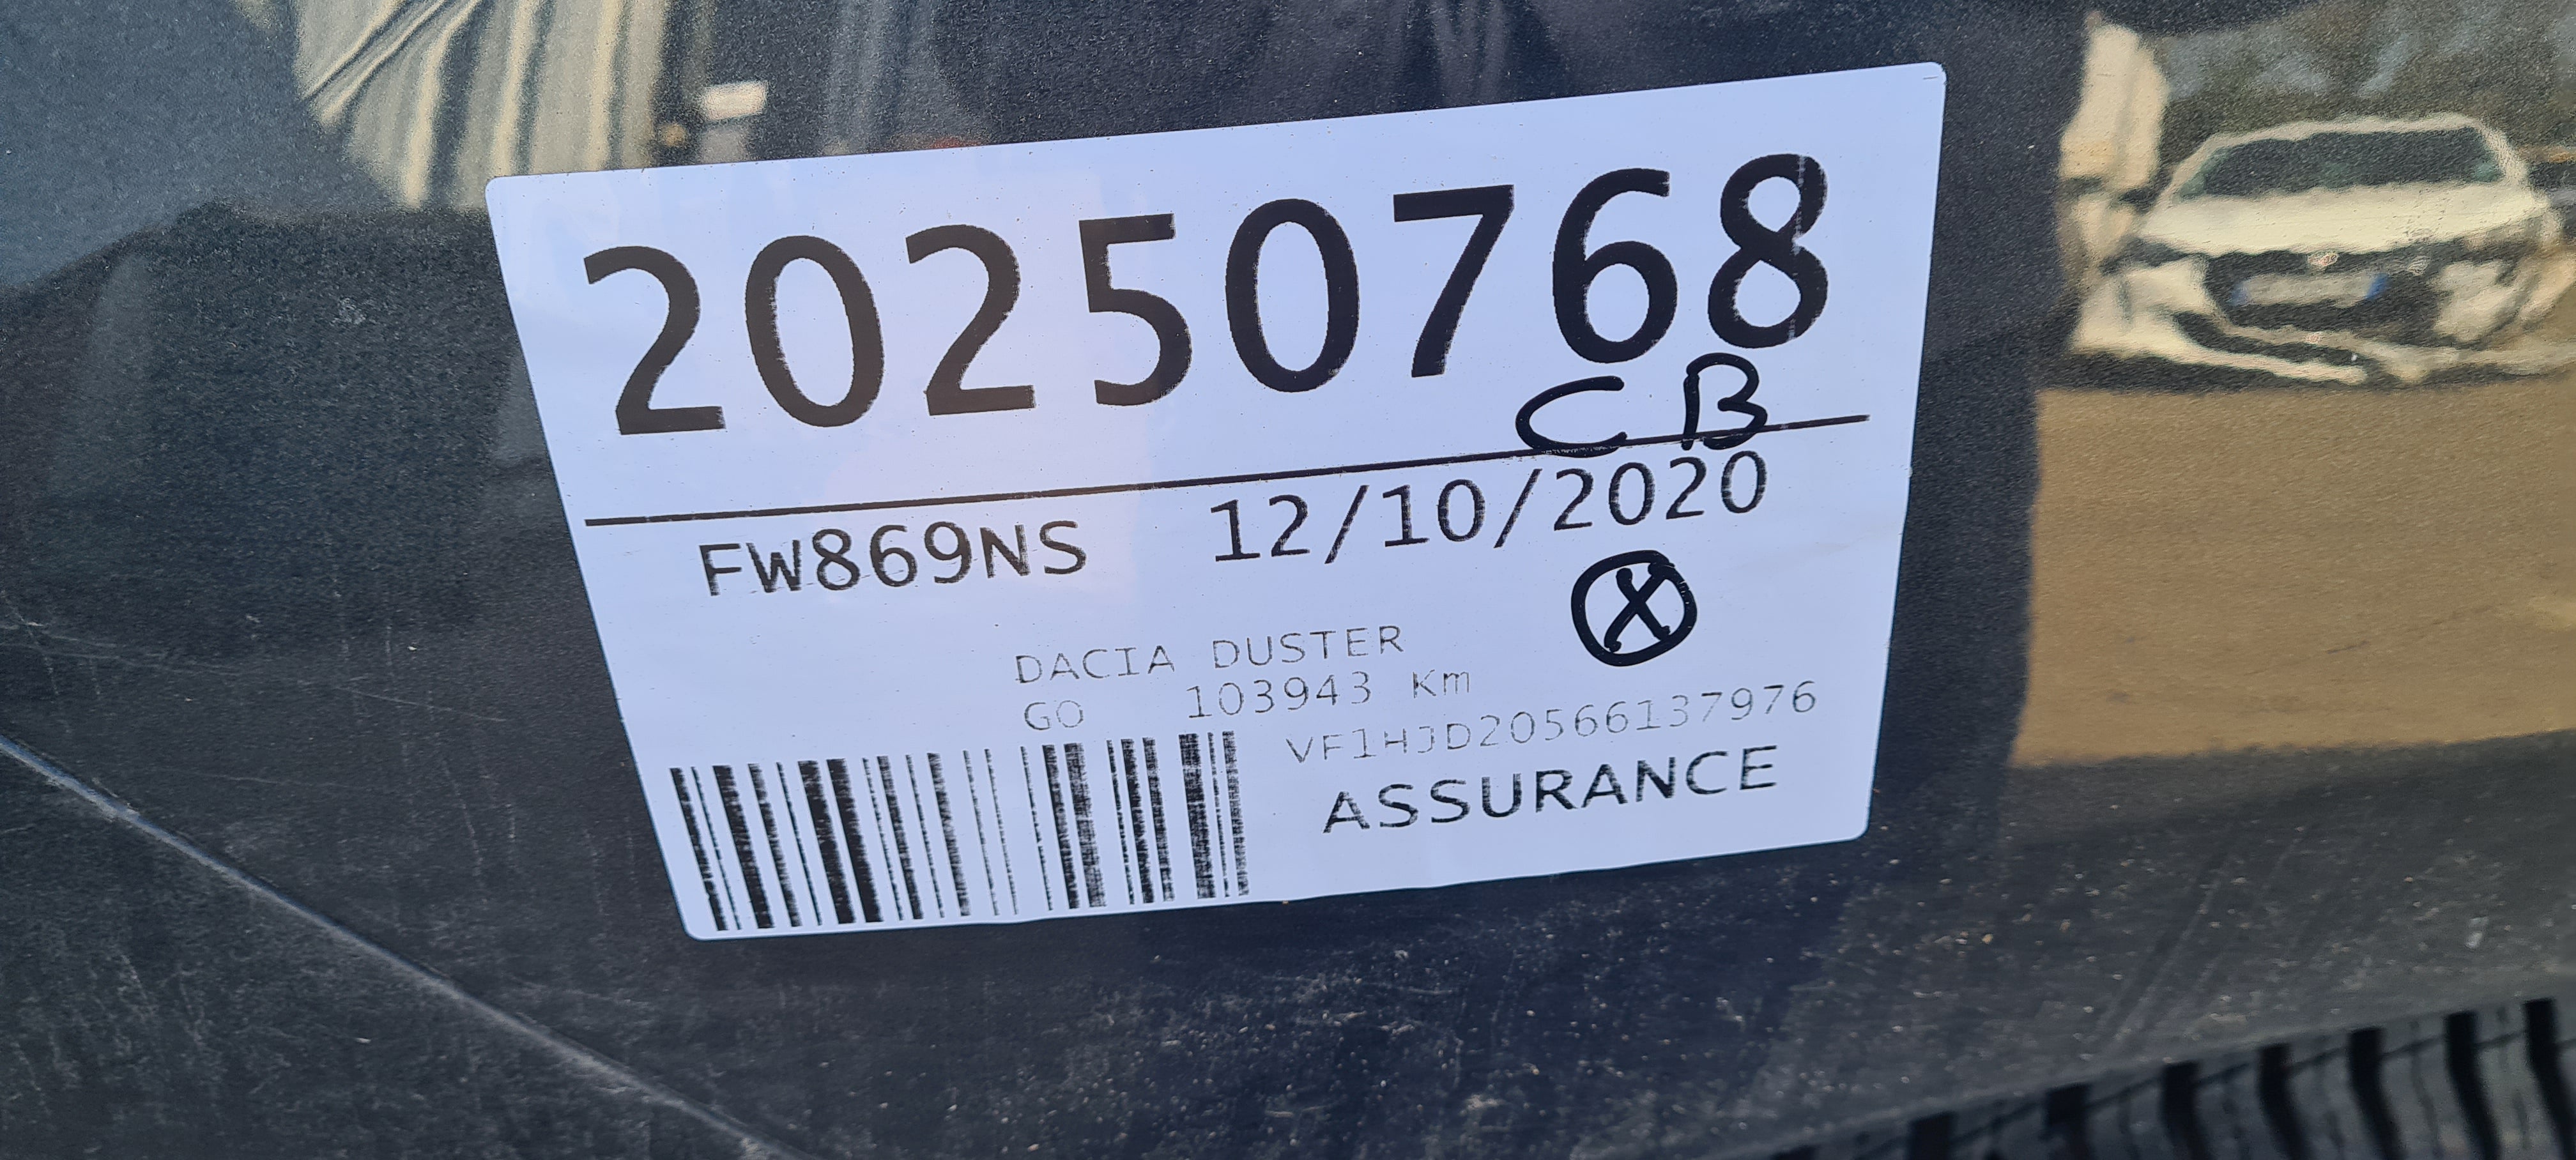 20250768
CB
FW869NS 12/10/2020
X
DACIA DUSTER
GO 103943 Km
VF1HJD20566137976
ASSURANCE